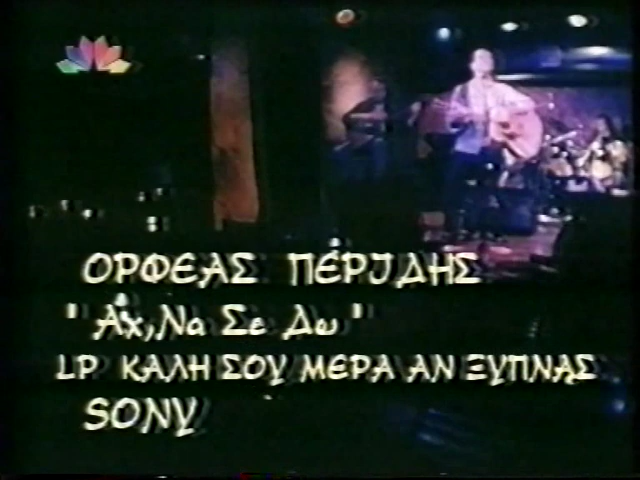 ΟΡΦΕΑΣ ΠΕΡΙΔΗΣ
"Αχ, Να Σε Δω"
LP ΚΑΛΗ ΣΟΥ ΜΕΡΑ ΑΝ ΞΥΠΝΑΣ
SONY